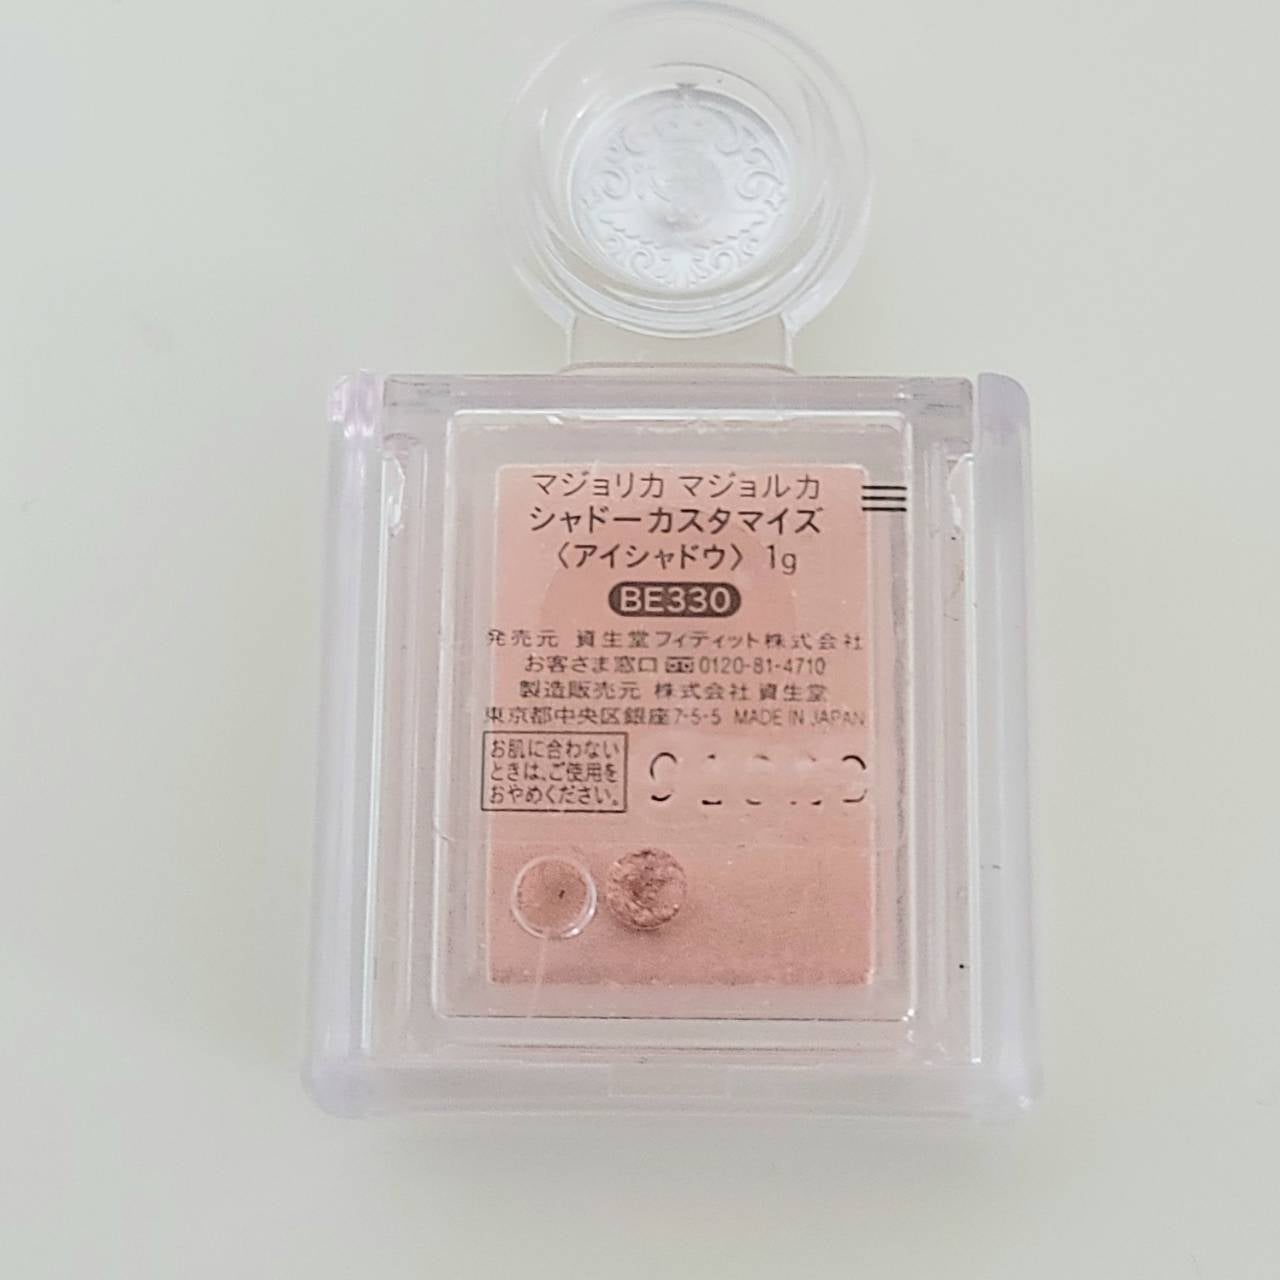 マジョリカ マジョルカ
シャドーカスタマイズ
〈アイシャドウ〉 1g
BE330
発売元 資生堂フィティット株式会社
お客さま窓口 0120-81-4710
製造販売元 株式会社 資生堂
東京都中央区銀座7-5-5 MADE IN JAPAN
お肌に合わない
ときは、ご使用を
おやめください。